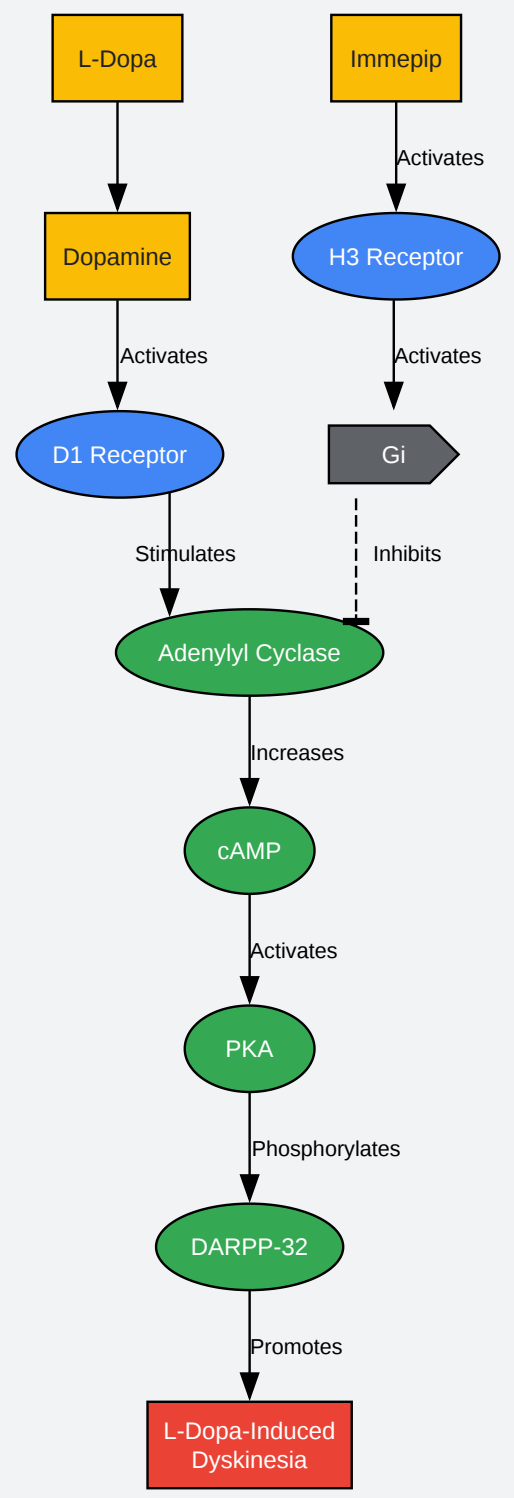 L-Dopa
Immepip
Activates
Dopamine
H3 Receptor
Activates
Activates
D1 Receptor
Gi
Stimulates
Inhibits
Adenylyl Cyclase
Increases
cAMP
Activates
PKA
Phosphorylates
DARPP-32
Promotes
L-Dopa-Induced
Dyskinesia